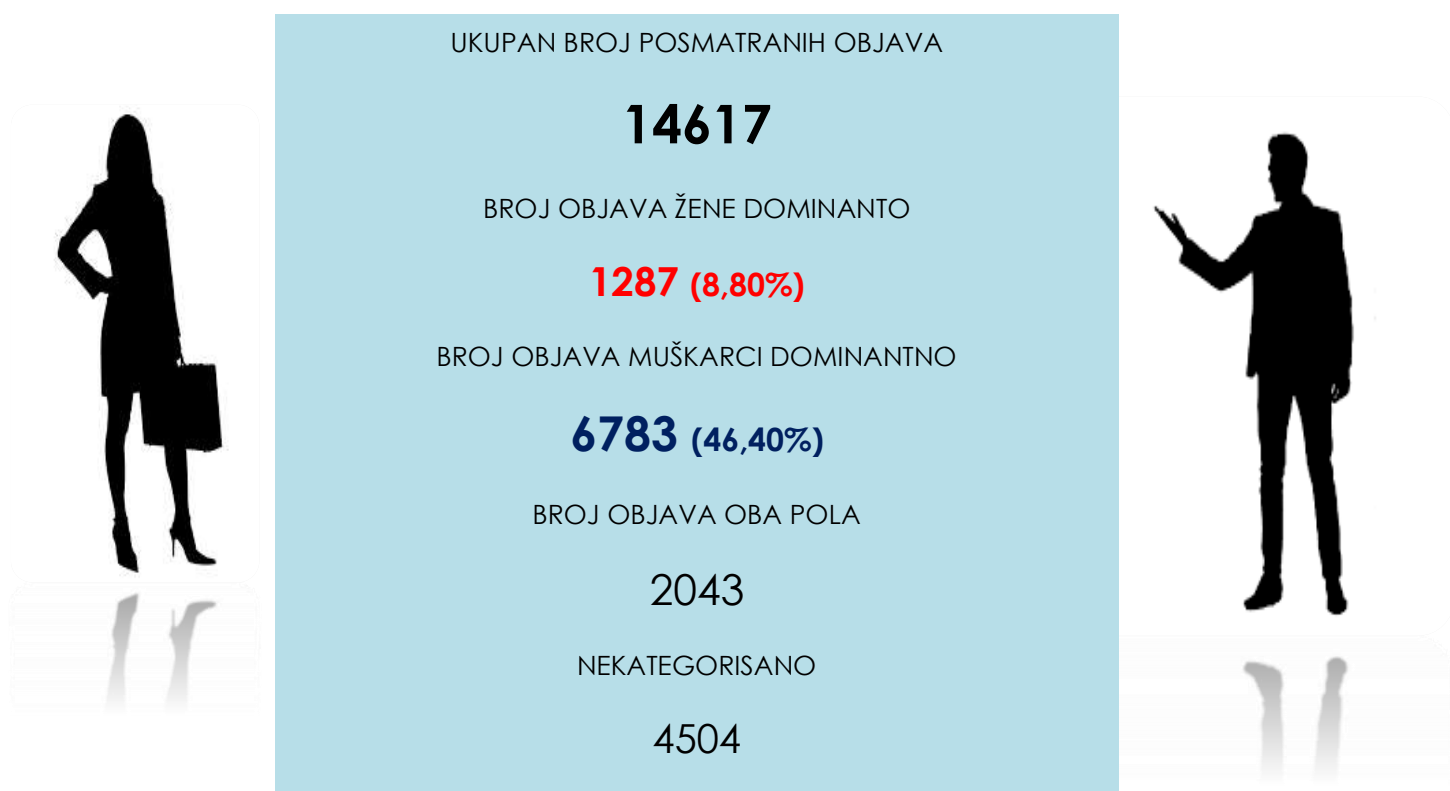 UKUPAN BROJ POSMATRANIH OBJAVA
14617
BROJ OBJAVA ŽENE DOMINANTO
1287 (8,80%)
BROJ OBJAVA MUŠKARCI DOMINANTNO
6783 (46,40%)
BROJ OBJAVA OBA POLA
2043
NEKATEGORISANO
4504